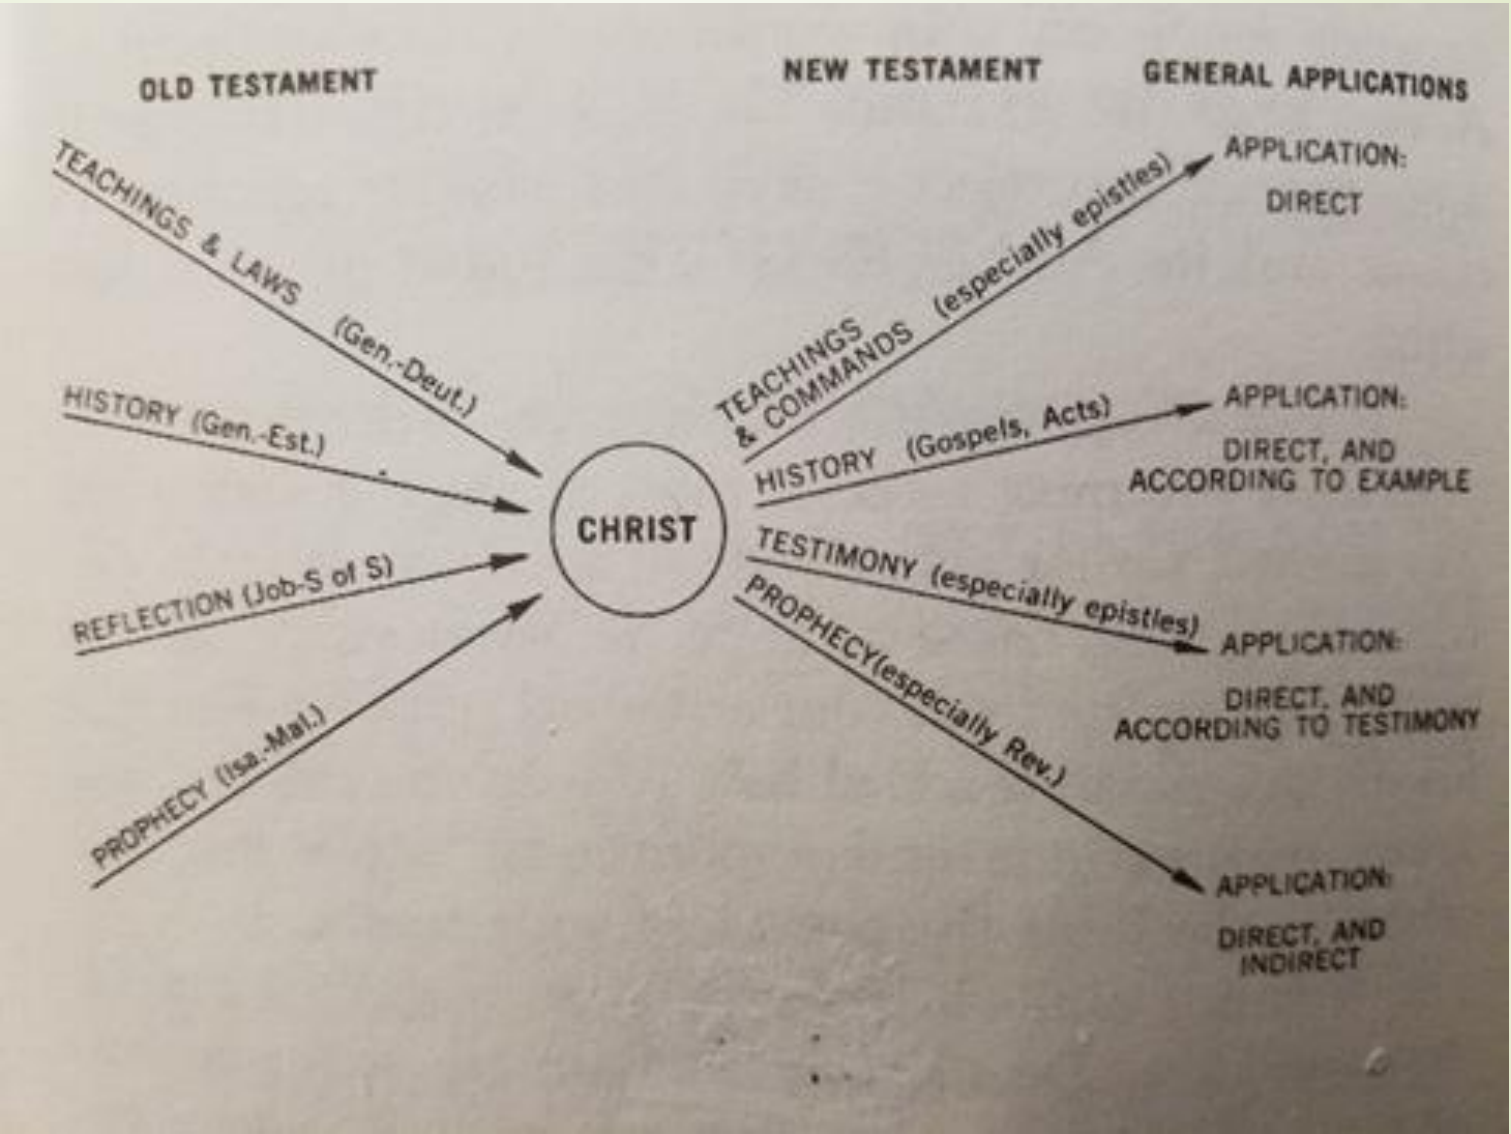 OLD TESTAMENT
NEW TESTAMENT
GENERAL APPLICATIONS
TEACHINGS & LAWS (Gen.-Deut.)
HISTORY (Gen.-Est.)
REFLECTION (Job-S of S)
PROPHECY (Isa.-Mal.)
CHRIST
TEACHINGS
& COMMANDS (especially epistles)
APPLICATION:
DIRECT
HISTORY (Gospels, Acts)
APPLICATION:
DIRECT, AND
ACCORDING TO EXAMPLE
TESTIMONY (especially epistles)
APPLICATION:
DIRECT, AND
ACCORDING TO TESTIMONY
PROPHECY(especially Rev.)
APPLICATION:
DIRECT, AND
INDIRECT